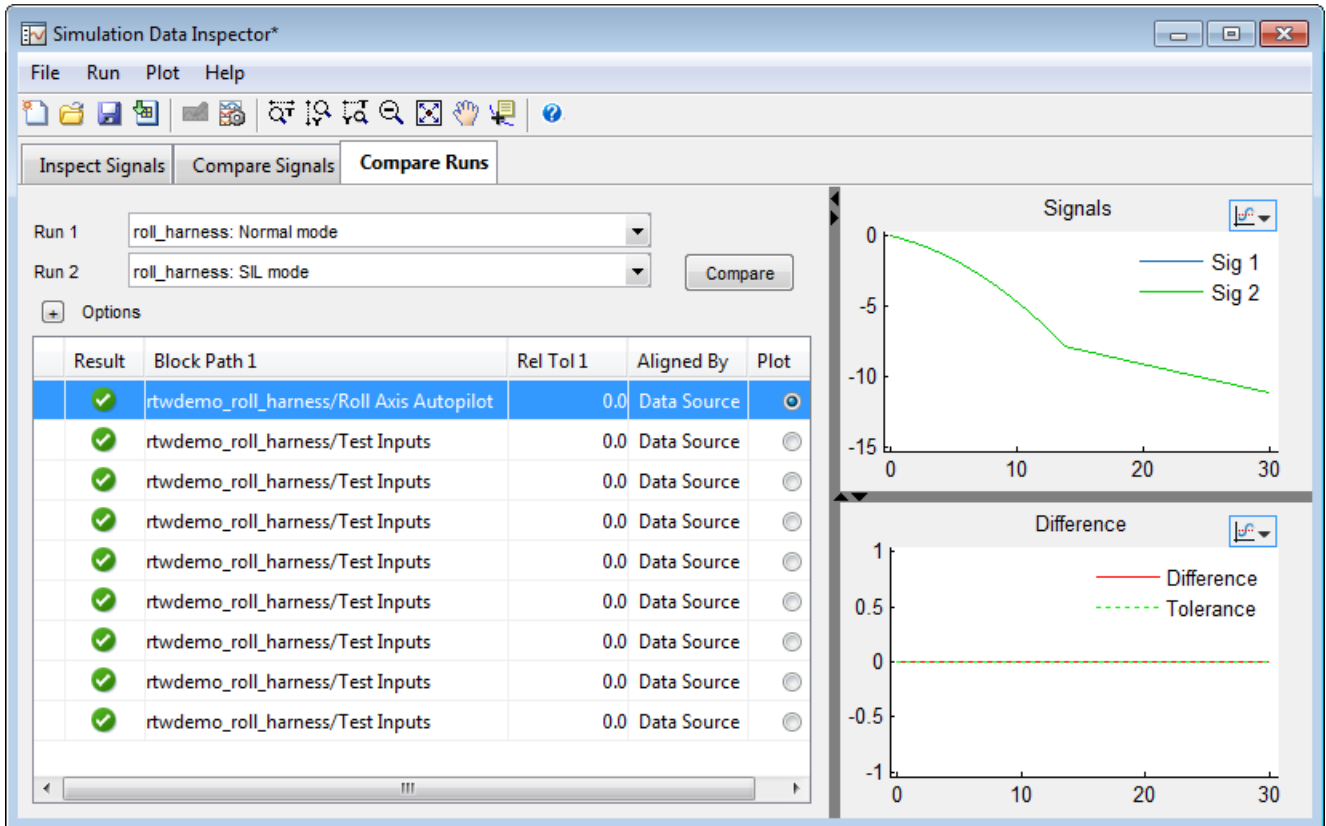 Simulation Data Inspector*
File Run Plot Help
Inspect Signals Compare Signals Compare Runs
Run 1 roll_harness: Normal mode
Run 2 roll_harness: SIL mode Compare
+ Options
Result Block Path 1 Rel Tol 1 Aligned By Plot
rtwdemo_roll_harness/Roll Axis Autopilot 0.0 Data Source
rtwdemo_roll_harness/Test Inputs 0.0 Data Source
rtwdemo_roll_harness/Test Inputs 0.0 Data Source
rtwdemo_roll_harness/Test Inputs 0.0 Data Source
rtwdemo_roll_harness/Test Inputs 0.0 Data Source
rtwdemo_roll_harness/Test Inputs 0.0 Data Source
rtwdemo_roll_harness/Test Inputs 0.0 Data Source
rtwdemo_roll_harness/Test Inputs 0.0 Data Source
rtwdemo_roll_harness/Test Inputs 0.0 Data Source
Signals
Sig 1
Sig 2
0
-5
-10
-15
0 10 20 30
Difference
Difference
Tolerance
1
0.5
0
-0.5
-1
0 10 20 30